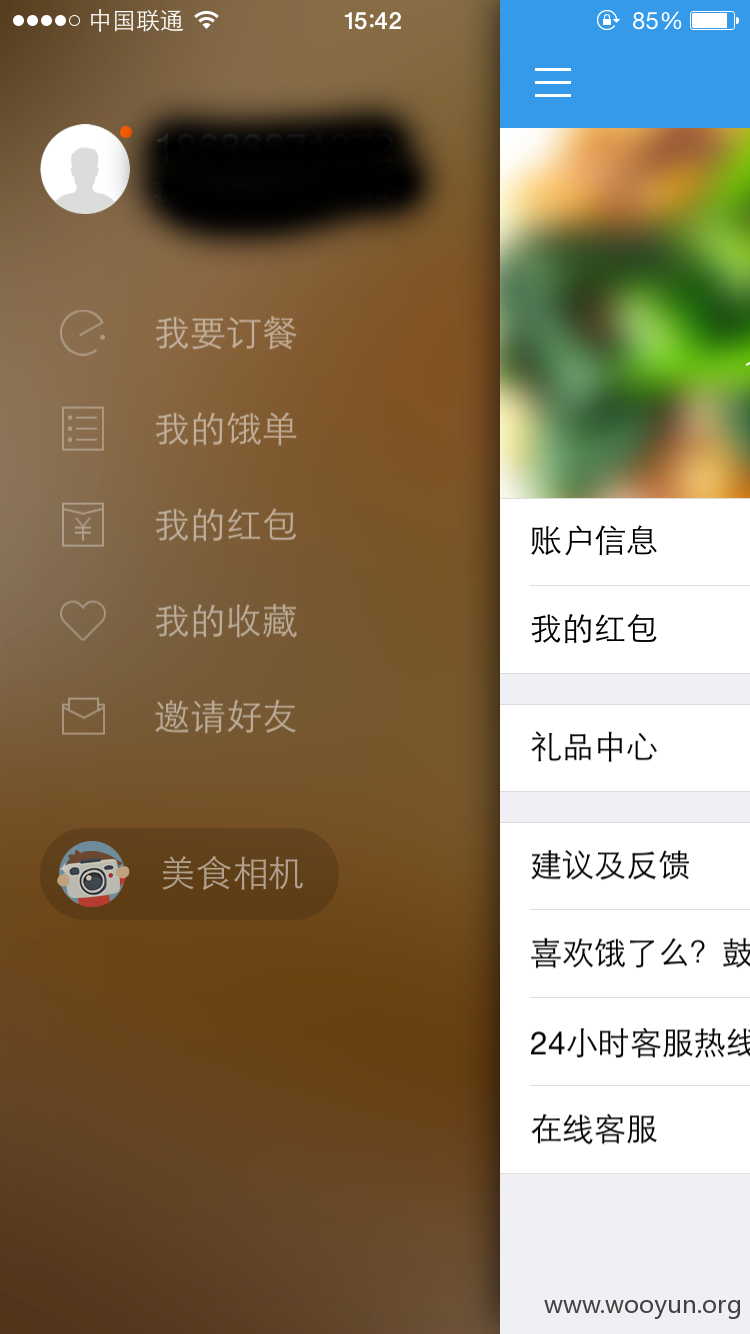 中国联通
15:42
85%
我要订餐
我的饿单
我的红包
我的收藏
邀请好友
美食相机
账户信息
我的红包
礼品中心
建议及反馈
喜欢饿了么？鼓
24小时客服热线
在线客服
www.wooyun.org